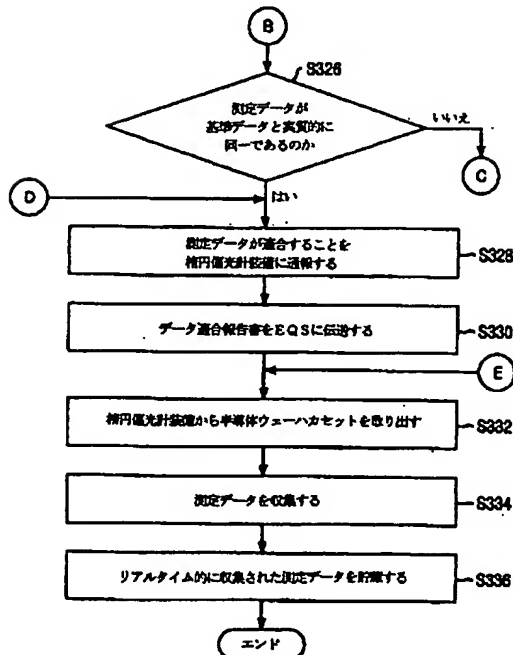 B
S326
測定データが
基準データと実質的に
同一であるのか
いいえ
C
D
はい
測定データが適合することを
楕円偏光計装置に通報する
S328
データ適合報告書をEQSに伝送する
S330
E
楕円偏光計装置から半導体ウェーハカセットを取り出す
S332
測定データを収集する
S334
リアルタイム的に収集された測定データを貯蔵する
S336
エンド